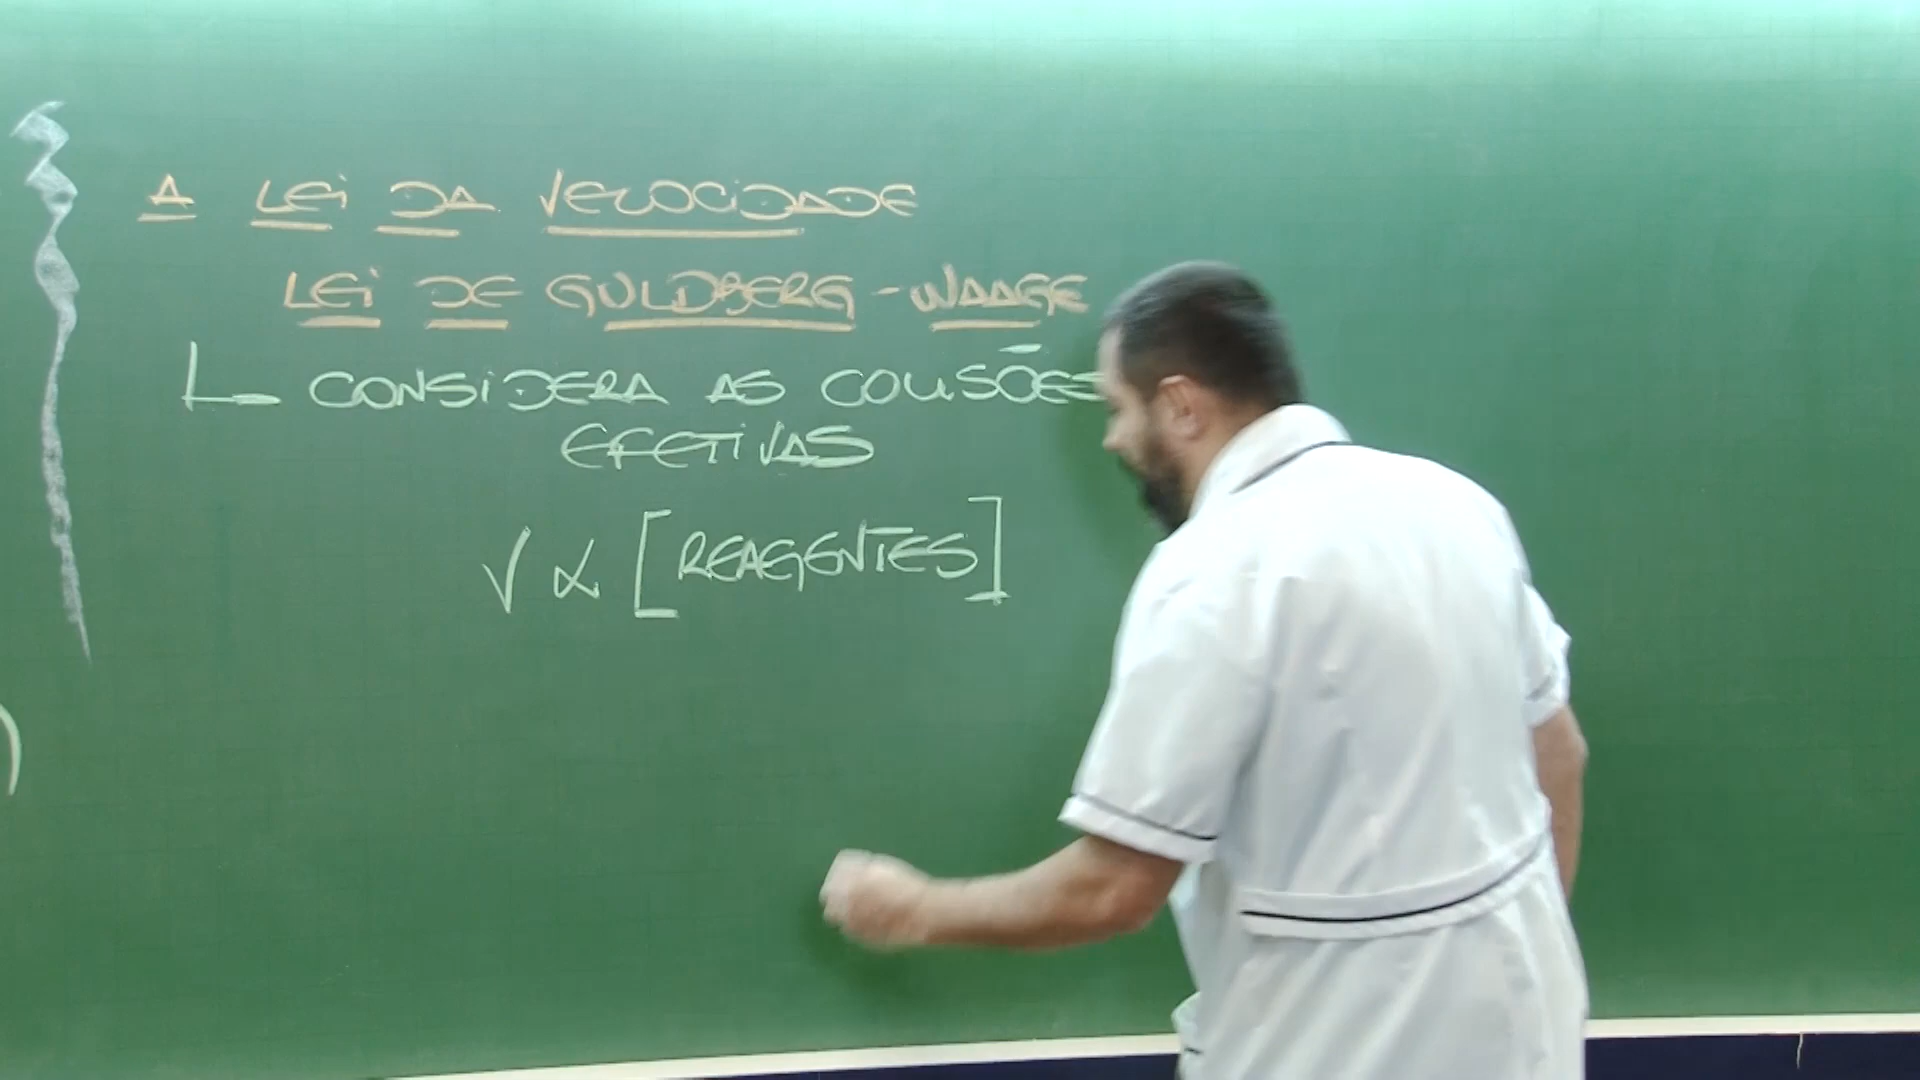 A LEI DA VELOCIDADE
LEI DE GULDBERG-WAAGE
CONSIDERA AS COLISÕES
EFETIVAS
V ∝ [REAGENTES]